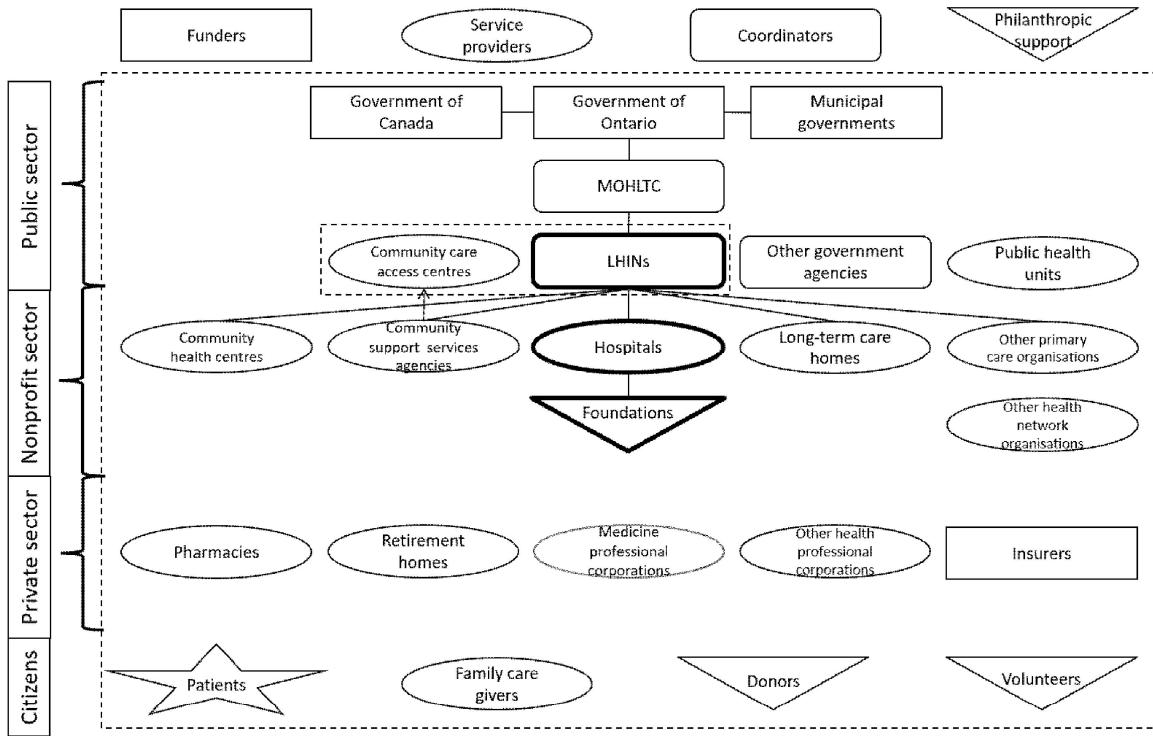 Funders
Service
providers
Coordinators
Philanthropic
support
Public sector
Government of
Canada
Government of
Ontario
Municipal
governments
MOHLTC
Community care
access centres
LHINs
Other government
agencies
Public health
units
Nonprofit sector
Community
health centres
Community
support services
agencies
Hospitals
Long-term care
homes
Other primary
care organisations
Foundations
Other health
network
organisations
Private sector
Pharmacies
Retirement
homes
Medicine
professional
corporations
Other health
professional
corporations
Insurers
Citizens
Patients
Family care
givers
Donors
Volunteers